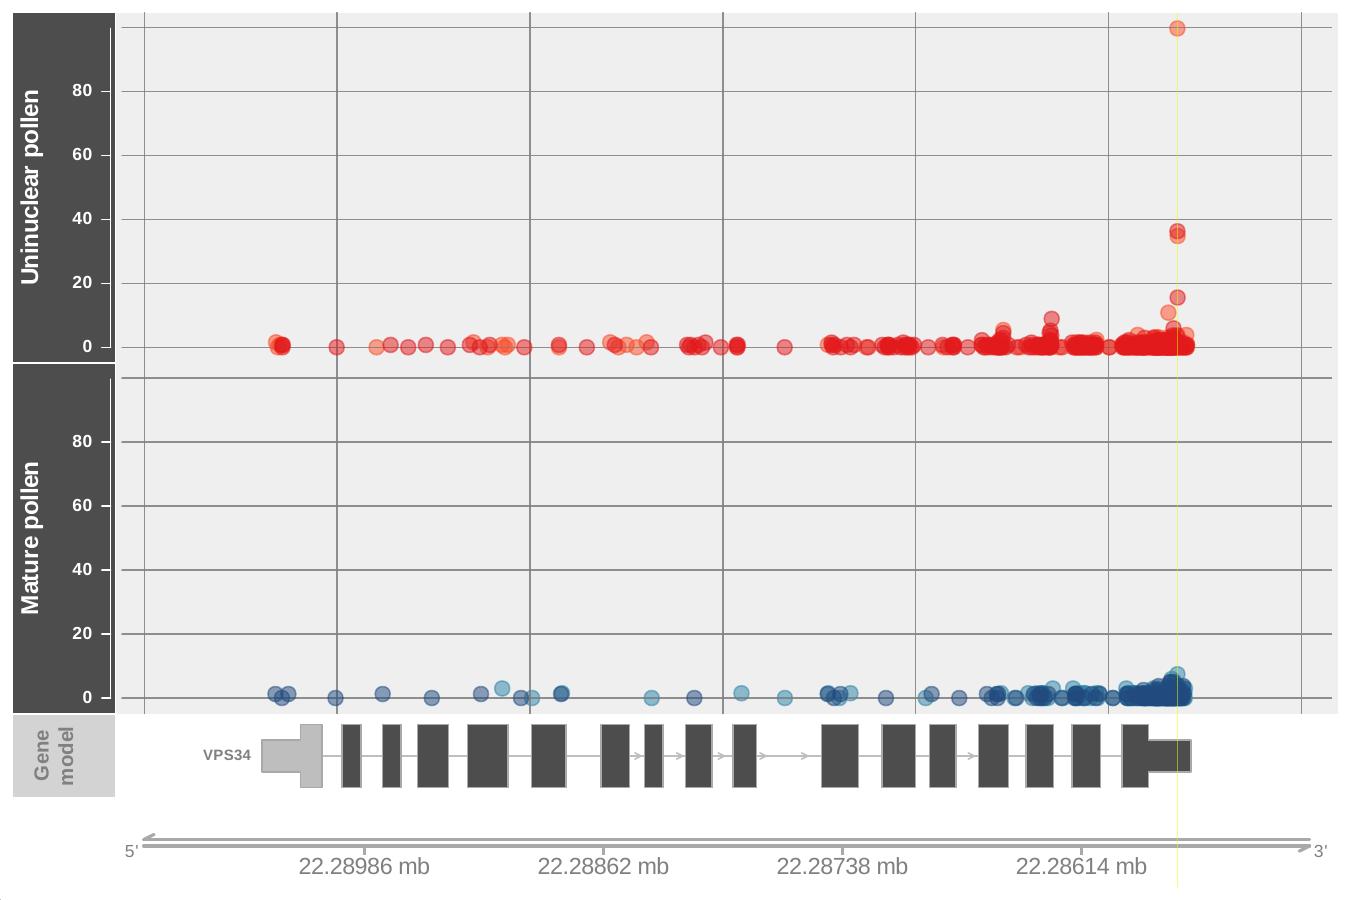 Uninuclear pollen
80
60
40
20
0
Mature pollen
80
60
40
20
0
Gene
model
VPS34
5'
3'
22.28986 mb
22.28862 mb
22.28738 mb
22.28614 mb